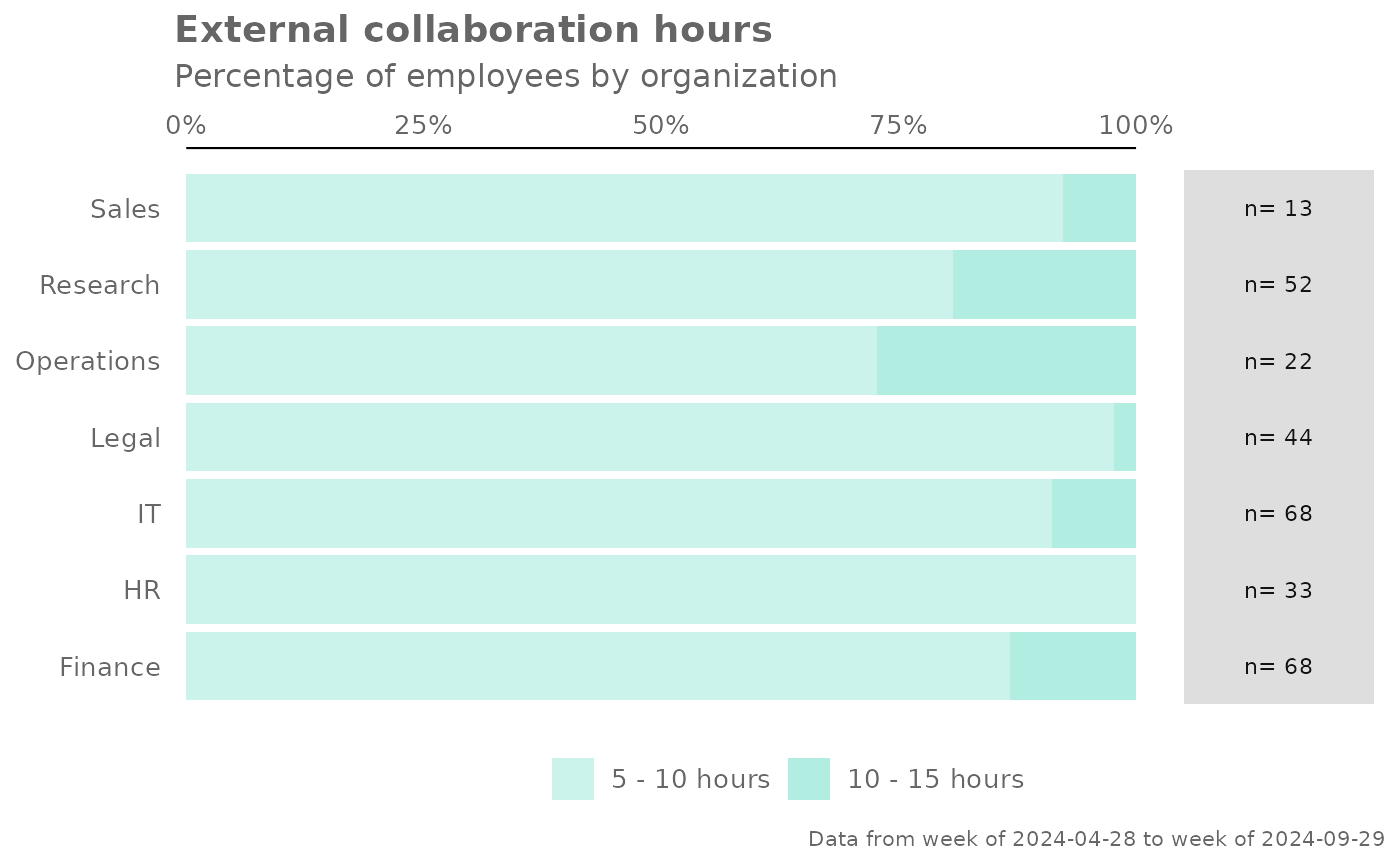 External collaboration hours
Percentage of employees by organization
0% 25% 50% 75% 100%
Sales n= 13
Research n= 52
Operations n= 22
Legal n= 44
IT n= 68
HR n= 33
Finance n= 68
5 - 10 hours 10 - 15 hours
Data from week of 2024-04-28 to week of 2024-09-29